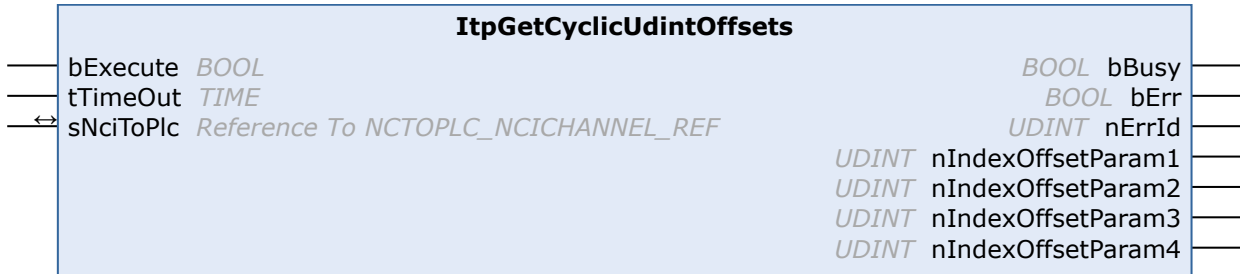 ItpGetCyclicUdintOffsets
bExecute BOOL BOOL bBusy
tTimeOut TIME BOOL bErr
↔ sNciToPlc Reference To NCTOPLC_NCICHANNEL_REF UDINT nErrId
UDINT nIndexOffsetParam1
UDINT nIndexOffsetParam2
UDINT nIndexOffsetParam3
UDINT nIndexOffsetParam4